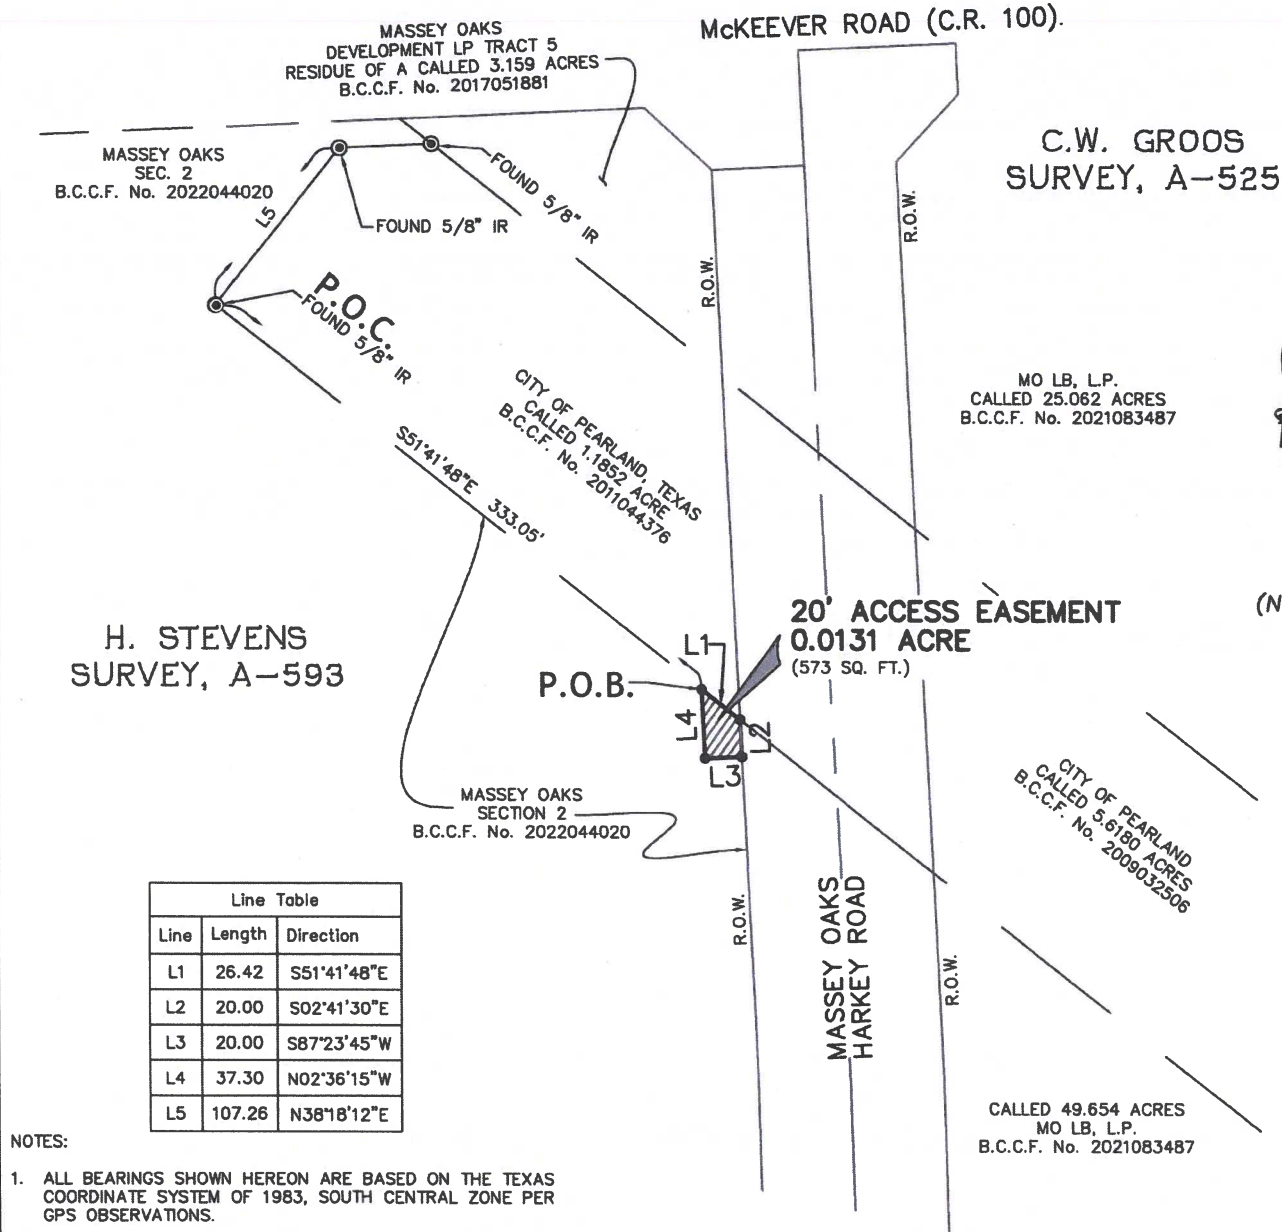 McKEEVER ROAD (C.R. 100).
MASSEY OAKS
DEVELOPMENT LP TRACT 5
RESIDUE OF A CALLED 3.159 ACRES
B.C.C.F. No. 2017051881
C.W. GROOS
SURVEY, A-525
MASSEY OAKS
SEC. 2
B.C.C.F. No. 2022044020
FOUND 5/8" IR
FOUND 5/8" IR
L5
R.O.W.
R.O.W.
P.O.C.
FOUND 5/8" IR
MO LB, L.P.
CALLED 25.062 ACRES
B.C.C.F. No. 2021083487
CITY OF PEARLAND, TEXAS
CALLED 1.1852 ACRE
B.C.C.F. No. 2011044376
S51°41'48"E 333.05'
20' ACCESS EASEMENT
0.0131 ACRE
(573 SQ. FT.)
(N
H. STEVENS
SURVEY, A-593
L1
P.O.B.
L4
L2
L3
MASSEY OAKS
SECTION 2
B.C.C.F. No. 2022044020
CITY OF PEARLAND
CALLED 5.6180 ACRES
B.C.C.F. No. 2009032506
R.O.W.
R.O.W.
MASSEY OAKS
HARKEY ROAD
Line Table
Line Length Direction
L1 26.42 S51°41'48"E
L2 20.00 S02°41'30"E
L3 20.00 S87°23'45"W
L4 37.30 N02°36'15"W
L5 107.26 N38°18'12"E
CALLED 49.654 ACRES
MO LB, L.P.
B.C.C.F. No. 2021083487
NOTES:
1. ALL BEARINGS SHOWN HEREON ARE BASED ON THE TEXAS
COORDINATE SYSTEM OF 1983, SOUTH CENTRAL ZONE PER
GPS OBSERVATIONS.